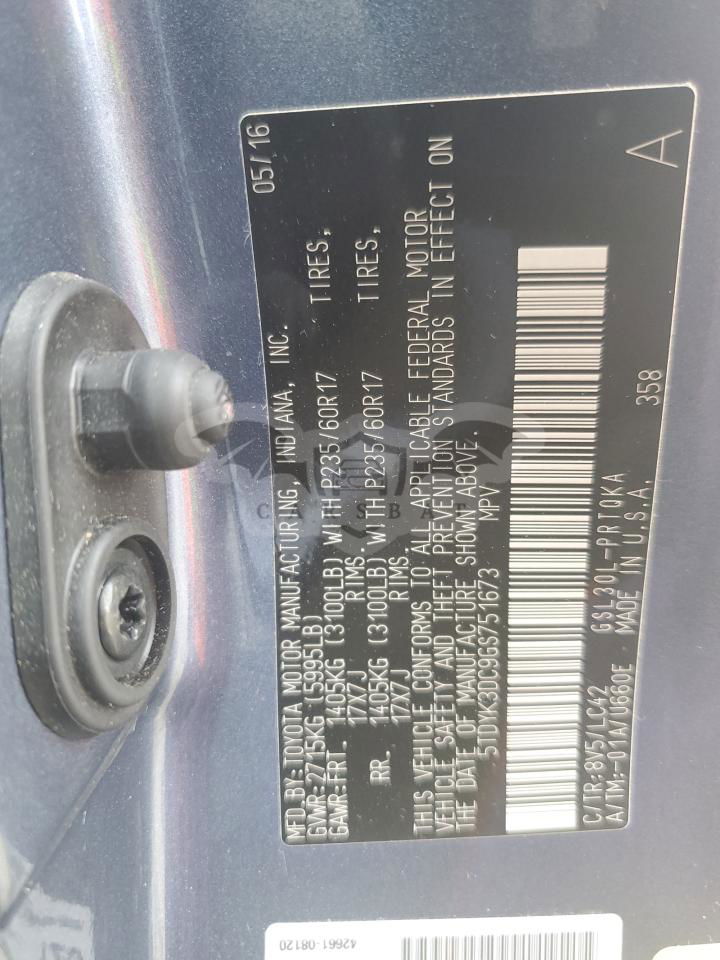 MFD.BY:TOYOTA MOTOR MANUFACTURING, INDIANA, INC. 05/16
GVWR:2715KG (5995LB)
GAWR:FRT. 1405KG (3100LB) WITH P235/60R17 TIRES,
17X7J RIMS.
RR. 1405KG (3100LB) WITH P235/60R17 TIRES,
17X7J RIMS.
THIS VEHICLE CONFORMS TO ALL APPLICABLE FEDERAL MOTOR
VEHICLE SAFETY AND THEFT PREVENTION STANDARDS IN EFFECT ON
THE DATE OF MANUFACTURE SHOWN ABOVE.
5TDYK3DC9GS751673 MPV
C/TR:8V5/LC42 GSL30L-PRTQKA 358 A
A/TM:-01A/U660E MADE IN U.S.A.
42661-08120